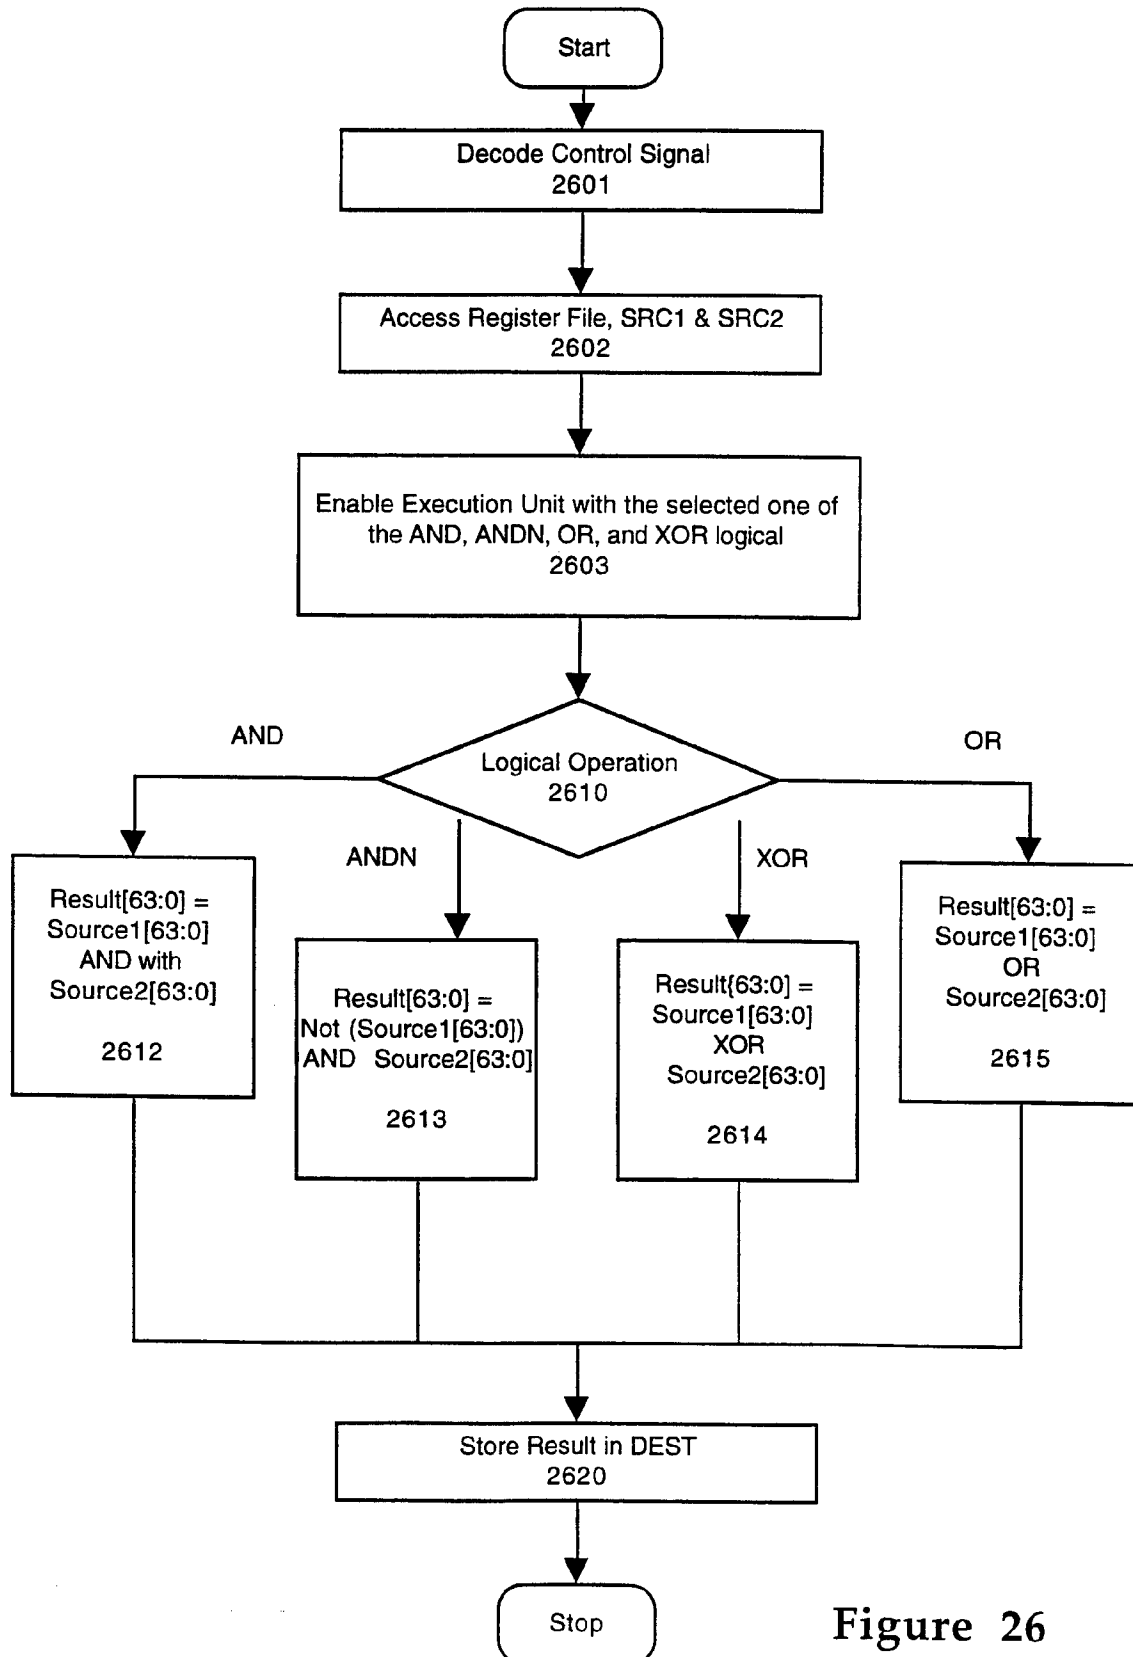 Start
Decode Control Signal
2601
Access Register File, SRC1 & SRC2
2602
Enable Execution Unit with the selected one of
the AND, ANDN, OR, and XOR logical
2603
Logical Operation
2610
AND
ANDN
XOR
OR
Result[63:0] =
Source1[63:0]
AND with
Source2[63:0]
2612
Result[63:0] =
Not (Source1[63:0])
AND Source2[63:0]
2613
Result{63:0] =
Source1[63:0]
XOR
Source2[63:0]
2614
Result[63:0] =
Source1[63:0]
OR
Source2[63:0]
2615
Store Result in DEST
2620
Stop
Figure 26